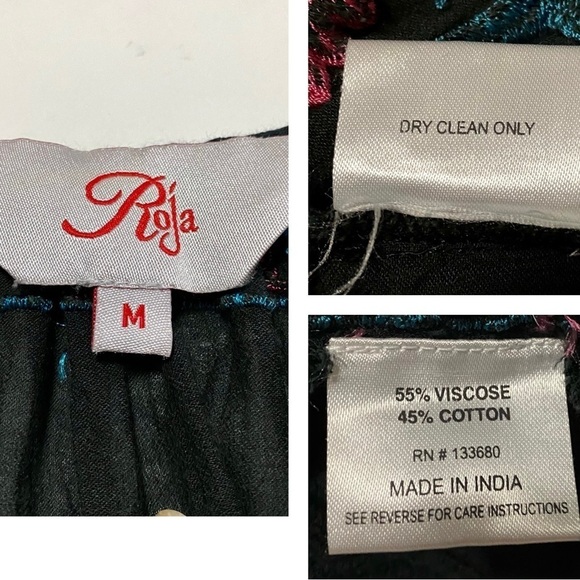 Roja
M
DRY CLEAN ONLY
55% VISCOSE
45% COTTON
RN # 133680
MADE IN INDIA
SEE REVERSE FOR CARE INSTRUCTIONS